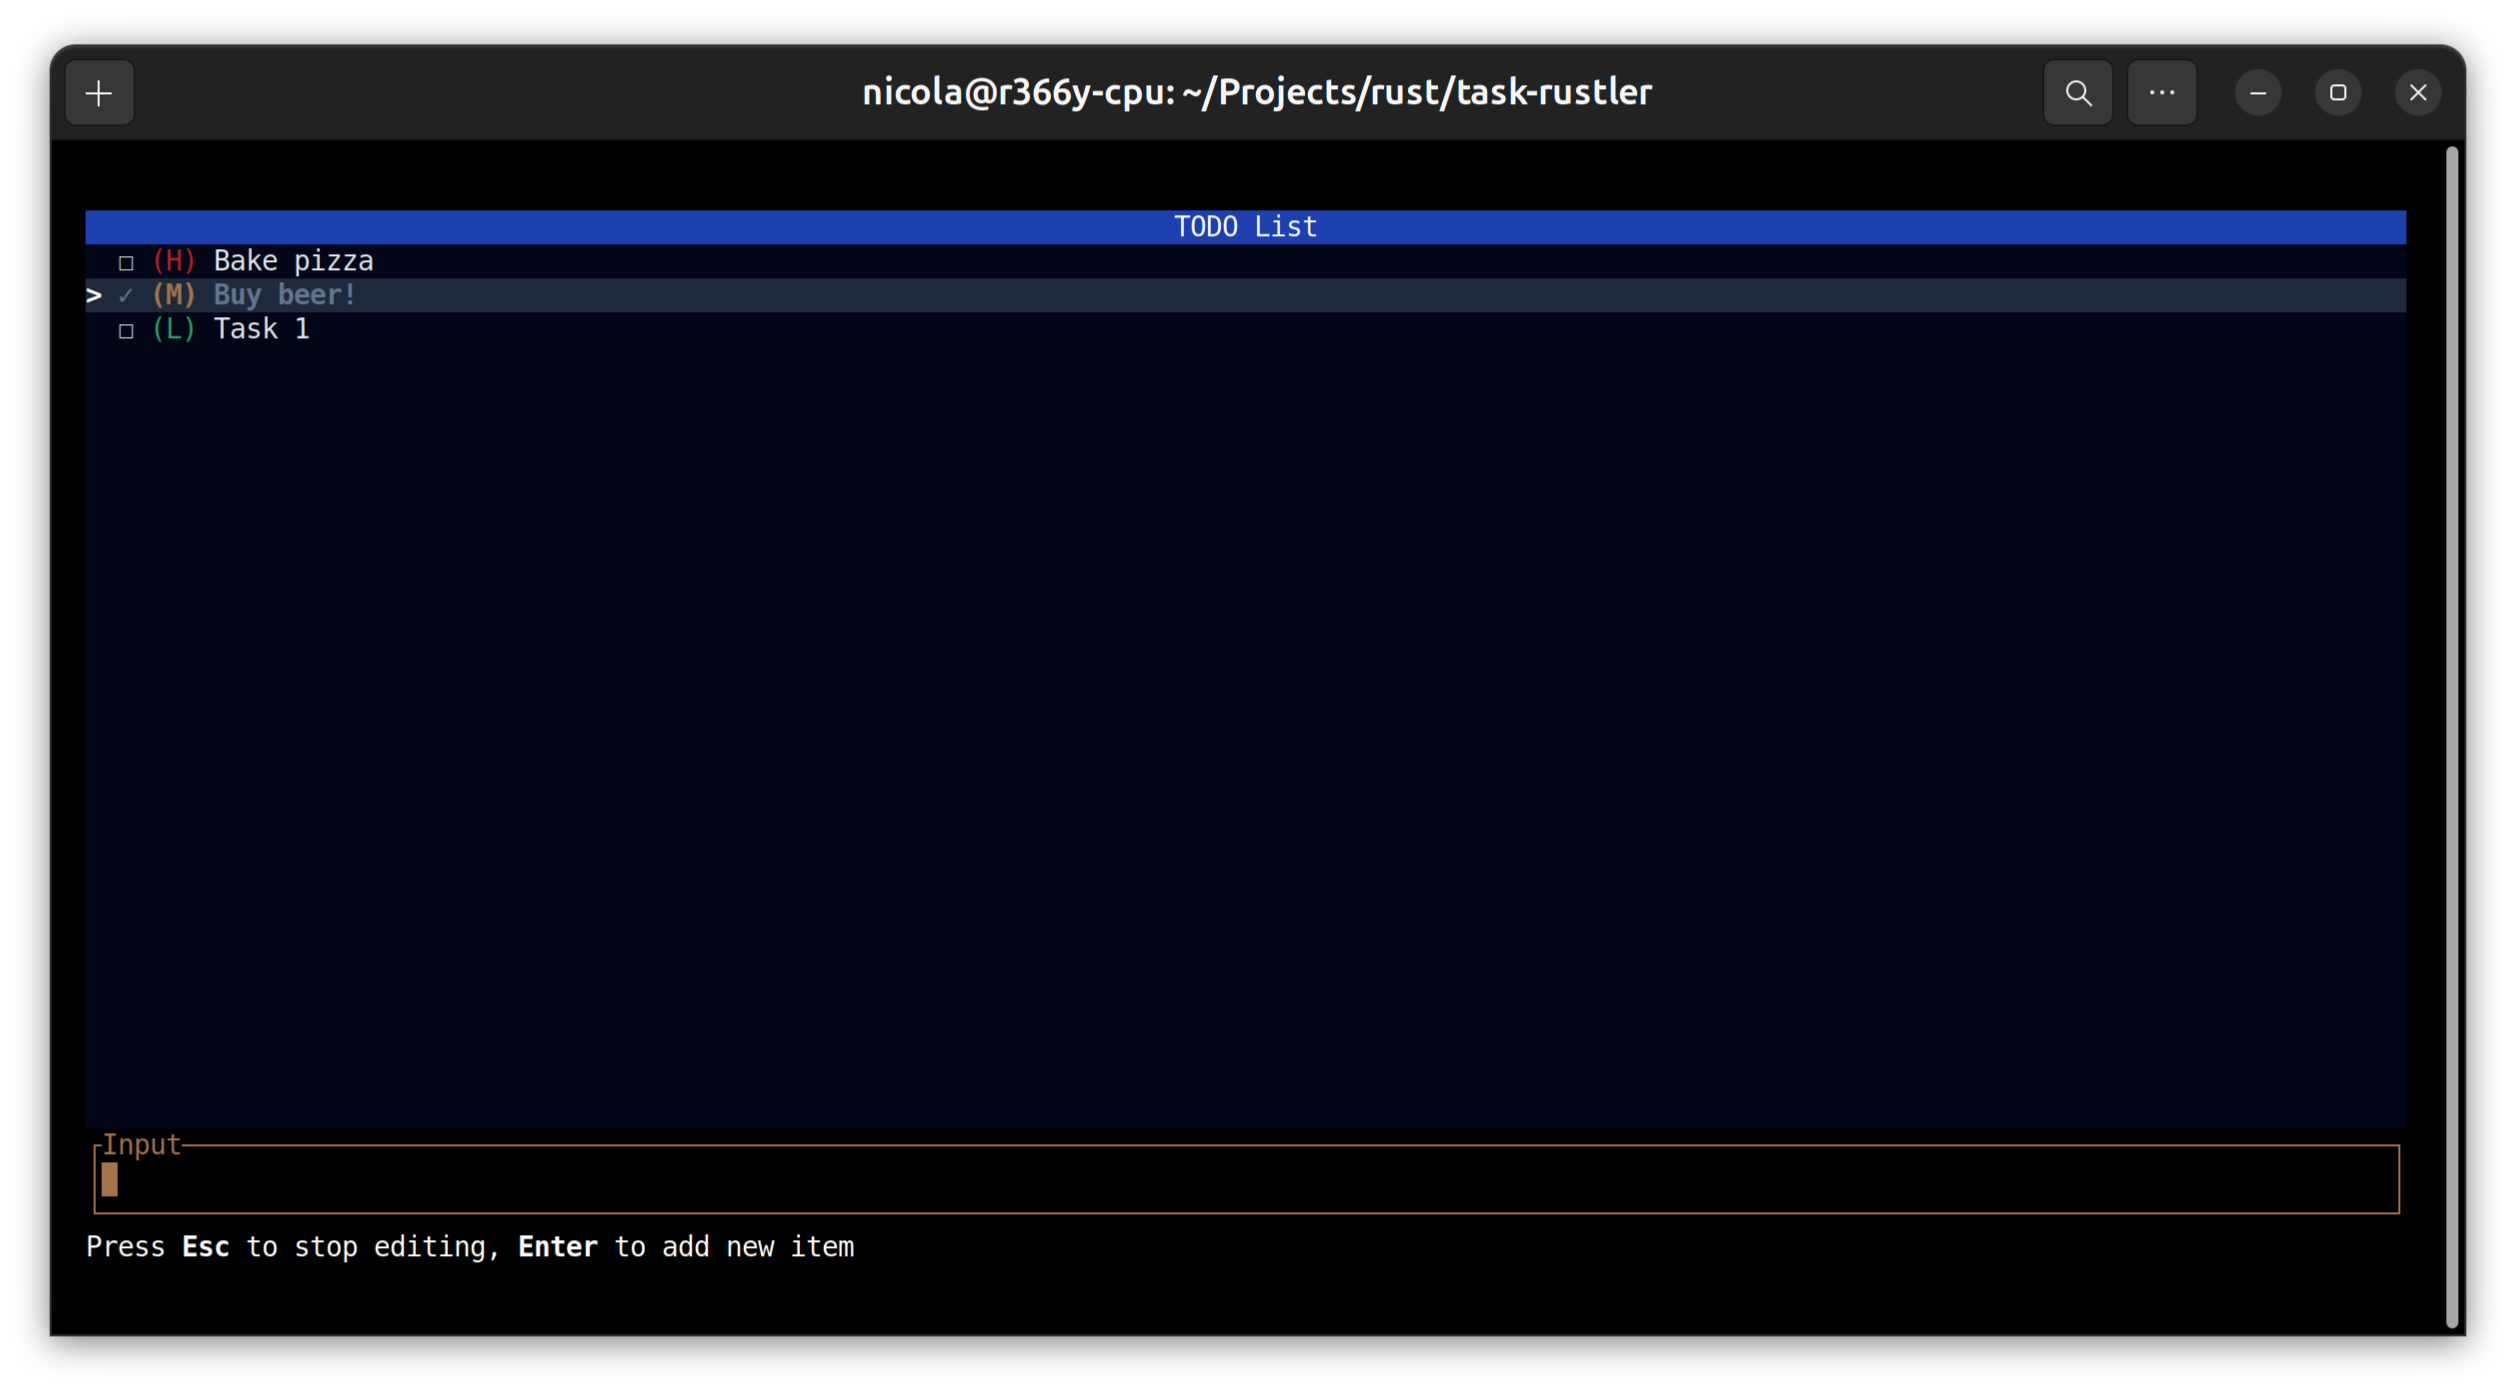 nicola@r366y-cpu: ~/Projects/rust/task-rustler
TODO List
☐ (H) Bake pizza
> ✓ (M) Buy beer!
☐ (L) Task 1
Input
Press Esc to stop editing, Enter to add new item